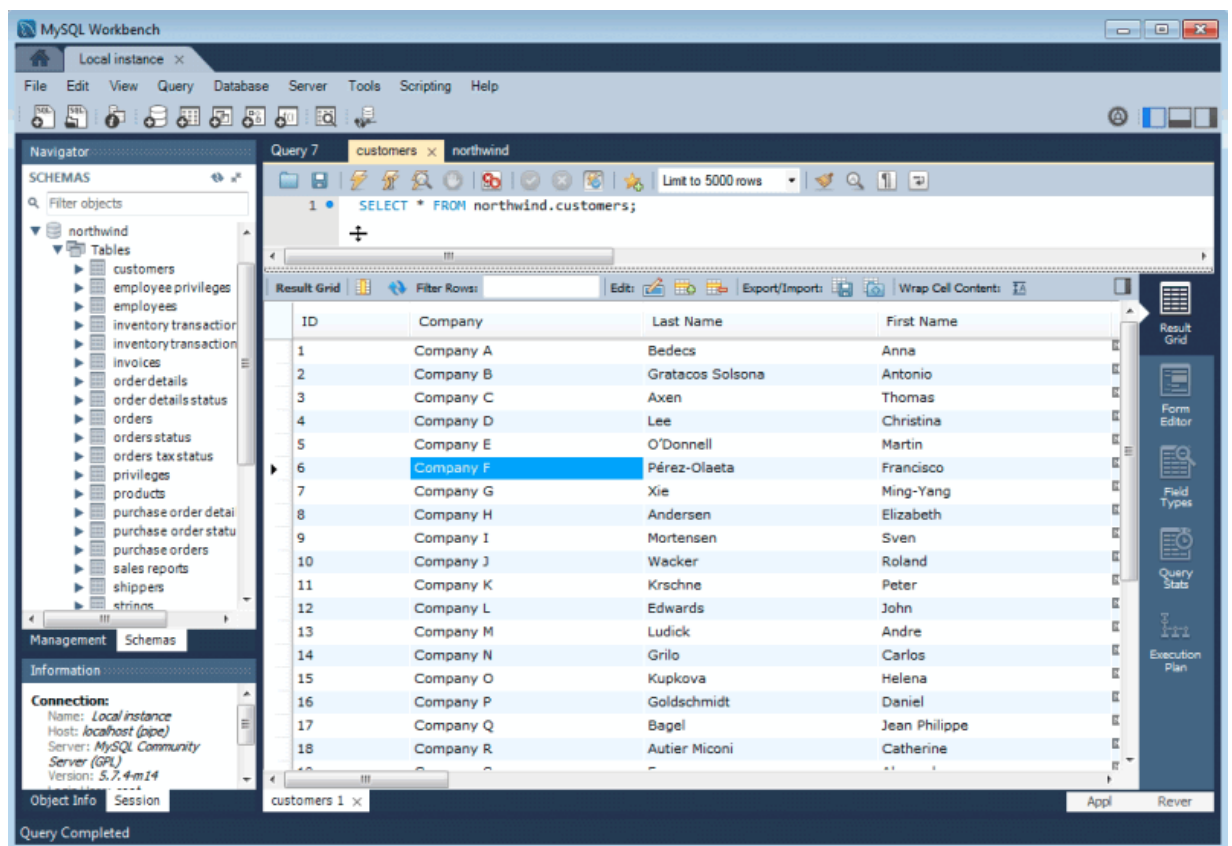 MySQL Workbench
Local instance
File Edit View Query Database Server Tools Scripting Help
Navigator
SCHEMAS
Filter objects
northwind
Tables
customers
employee privileges
employees
inventory transaction
inventory transaction
invoices
order details
order details status
orders
orders status
orders tax status
privileges
products
purchase order detai
purchase order statu
purchase orders
sales reports
shippers
strings
Management Schemas
Information
Connection:
Name: Local instance
Host: localhost (pipe)
Server: MySQL Community
Server (GPL)
Version: 5.7.4-m14
Object Info Session
Query Completed
Query 7 customers northwind
Limit to 5000 rows
1 SELECT * FROM northwind.customers;
Result Grid Filter Rows: Edit: Export/Import: Wrap Cell Content:
ID Company Last Name First Name
1 Company A Bedecs Anna
2 Company B Gratacos Solsona Antonio
3 Company C Axen Thomas
4 Company D Lee Christina
5 Company E O'Donnell Martin
6 Company F Pérez-Olaeta Francisco
7 Company G Xie Ming-Yang
8 Company H Andersen Elizabeth
9 Company I Mortensen Sven
10 Company J Wacker Roland
11 Company K Krschne Peter
12 Company L Edwards John
13 Company M Ludick Andre
14 Company N Grilo Carlos
15 Company O Kupkova Helena
16 Company P Goldschmidt Daniel
17 Company Q Bagel Jean Philippe
18 Company R Autier Miconi Catherine
customers 1
Appl Rever
Result
Grid
Form
Editor
Field
Types
Query
Stats
Execution
Plan